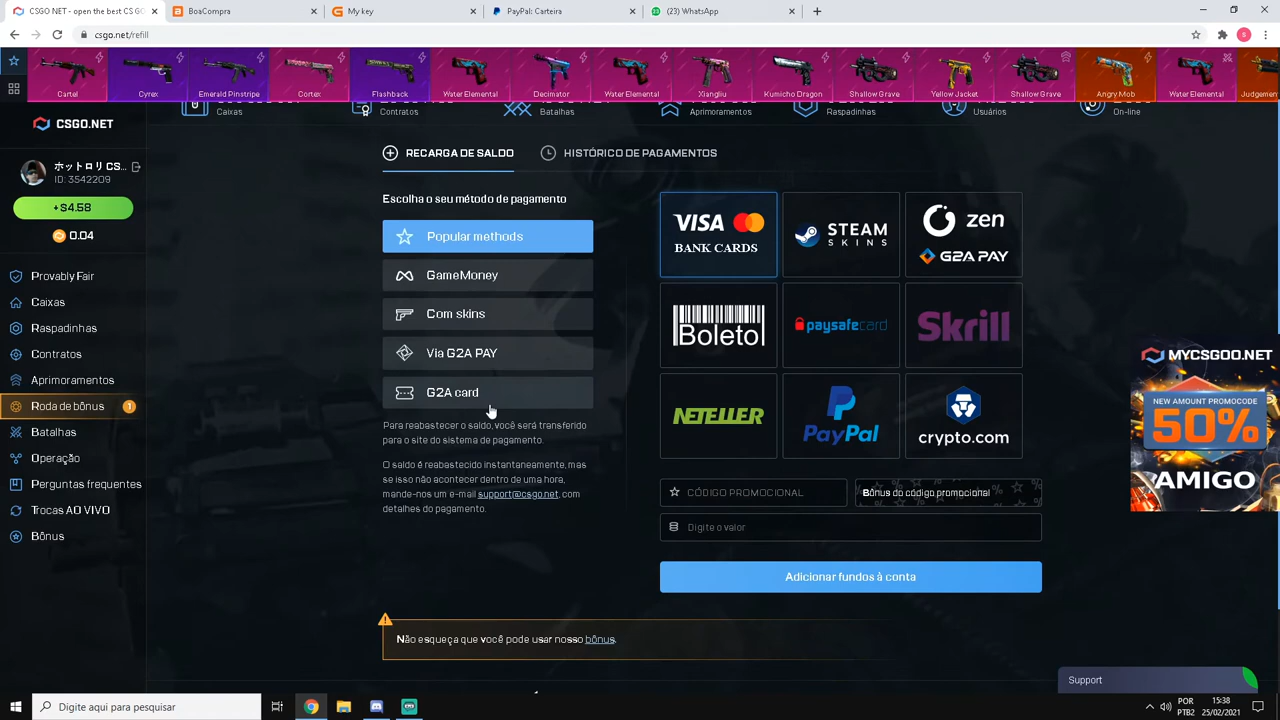 CSGO NET - open the best CS GO
BoaCompra
My key
PayPal: Carteira
(23) WhatsApp
csgo.net/refill
Cartel
Cyrex
Emerald Pinstripe
Cortex
Flashback
Water Elemental
Decimator
Water Elemental
Xiangliu
Kumicho Dragon
Shallow Grave
Yellow Jacket
Shallow Grave
Angry Mob
Water Elemental
Judgement
Caixas
Contratos
Batalhas
Aprimoramentos
Raspadinhas
Usuários
On-line
CSGO.NET
ホットロリ CS...
ID: 3542209
+$4.58
0.04
Provably Fair
Caixas
Raspadinhas
Contratos
Aprimoramentos
Roda de bônus
1
Batalhas
Operação
Perguntas frequentes
Trocas AO VIVO
Bônus
RECARGA DE SALDO
HISTÓRICO DE PAGAMENTOS
Escolha o seu método de pagamento
Popular methods
GameMoney
Com skins
Via G2A PAY
G2A card
Para reabastecer o saldo, você será transferido
para o site do sistema de pagamento.
O saldo é reabastecido instantaneamente, mas
se isso não acontecer dentro de uma hora,
mande-nos um e-mail support@csgo.net, com
detalhes do pagamento.
VISA
BANK CARDS
STEAM
SKINS
zen
G2A PAY
Boleto
paysafecard
Skrill
NETELLER
PayPal
crypto.com
CÓDIGO PROMOCIONAL
Bônus do código promocional
Digite o valor
Adicionar fundos à conta
Não esqueça que você pode usar nosso bônus.
MYCSGOO.NET
NEW AMOUNT PROMOCODE
50%
AMIGO
Support
Digite aqui para pesquisar
POR
PTB2
15:38
25/02/2021